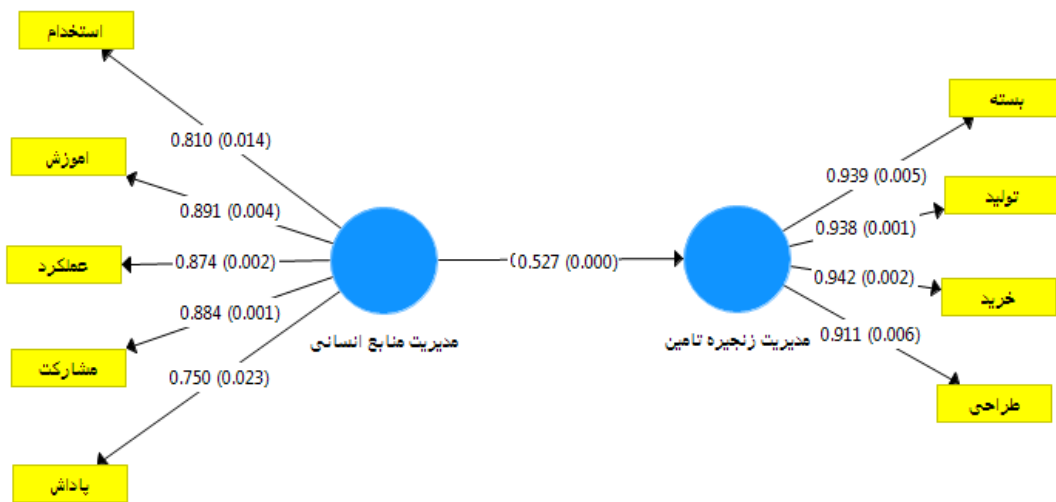 استخدام
0.810 (0.014)
اموزش
0.891 (0.004)
عملکرد
0.874 (0.002)
مشارکت
0.884 (0.001)
پاداش
0.750 (0.023)
مدیریت منابع انسانی
0.527 (0.000)
مدیریت زنجیره تامین
بسته
0.939 (0.005)
تولید
0.938 (0.001)
خرید
0.942 (0.002)
طراحی
0.911 (0.006)